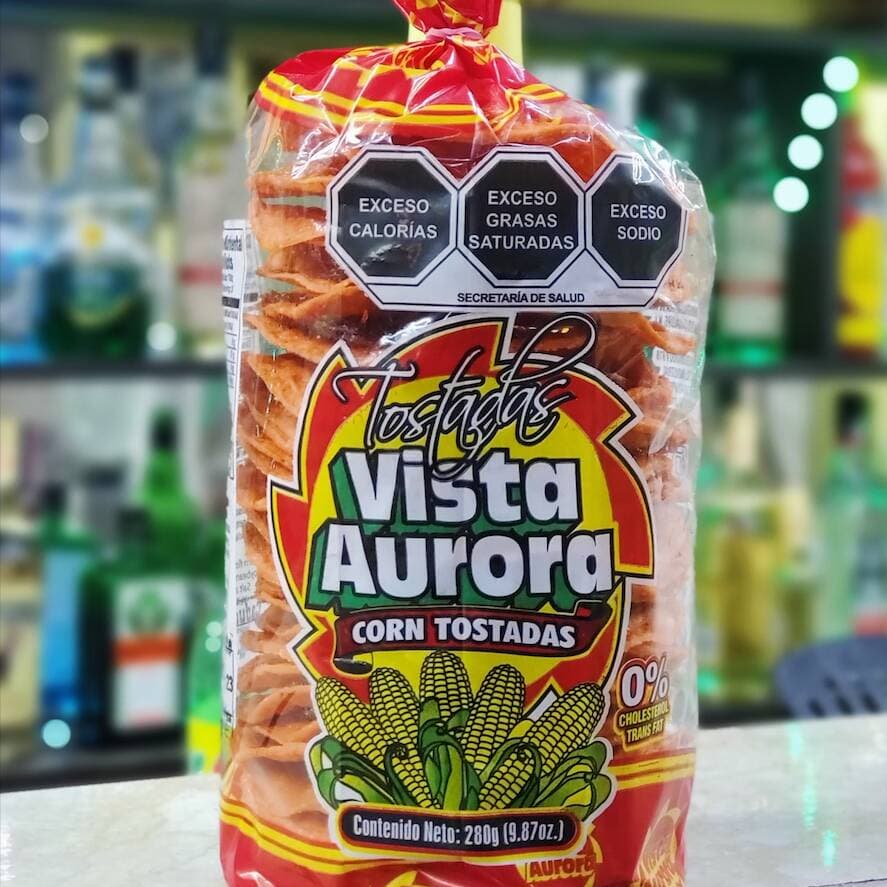 EXCESO
CALORÍAS
EXCESO
GRASAS
SATURADAS
EXCESO
SODIO
SECRETARÍA DE SALUD
Tostadas
Vista
Aurora
CORN TOSTADAS
0%
CHOLESTEROL
TRANS FAT
Contenido Neto: 280g (9.87oz.)
Aurora